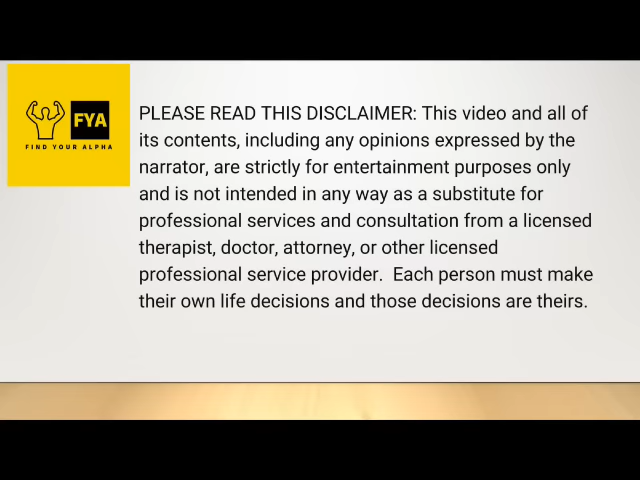 FYA
FIND YOUR ALPHA
PLEASE READ THIS DISCLAIMER: This video and all of
its contents, including any opinions expressed by the
narrator, are strictly for entertainment purposes only
and is not intended in any way as a substitute for
professional services and consultation from a licensed
therapist, doctor, attorney, or other licensed
professional service provider.  Each person must make
their own life decisions and those decisions are theirs.